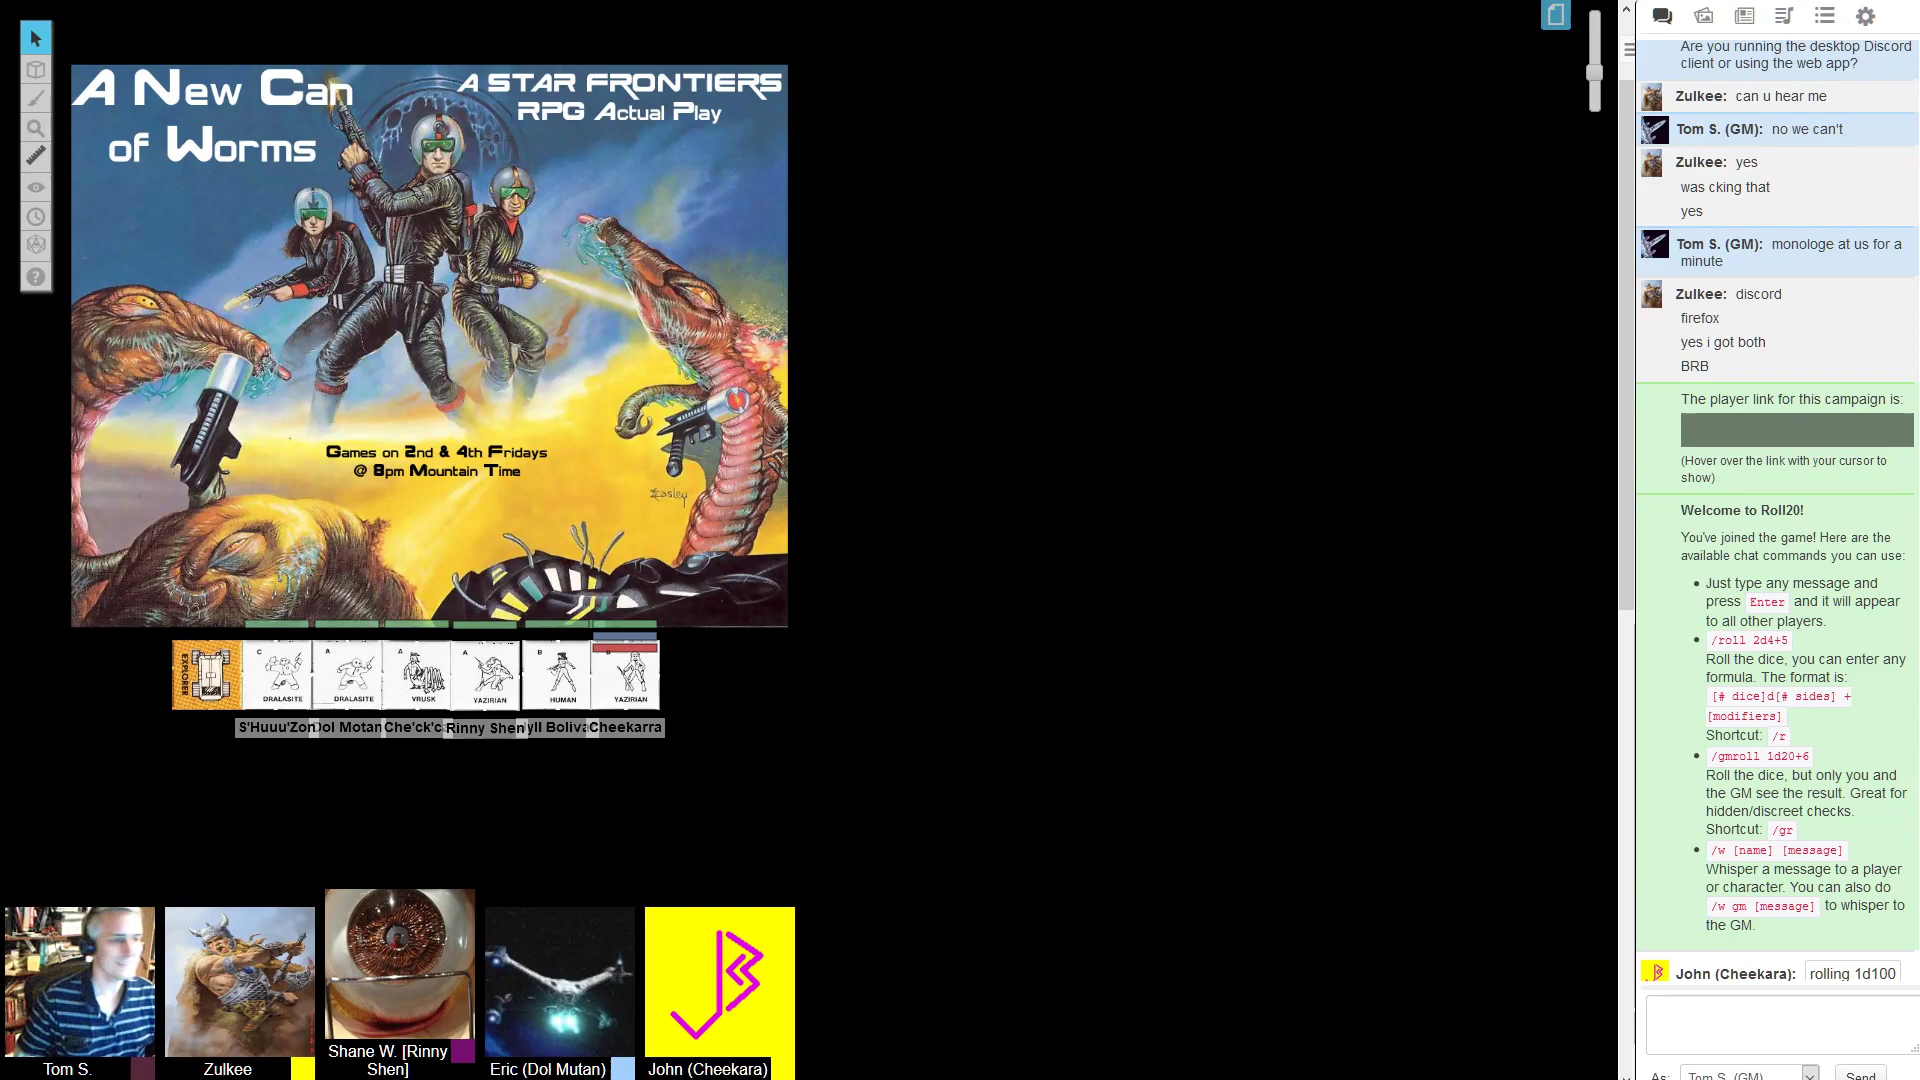 A New Can
of Worms
A STAR FRONTIERS
RPG Actual Play
Games on 2nd & 4th Fridays
@ 8pm Mountain Time
Easley
EXPLORER
C
DRALASITE
A
DRALASITE
A
VRUSK
A
YAZIRIAN
B
HUMAN
YAZIRIAN
S'Huuu'Zon
Dol Motan
Che'ck'c
Rinny Shen
yll Boliva
Cheekarra
Tom S.
Zulkee
Shane W. [Rinny
Shen]
Eric (Dol Mutan)
John (Cheekara)
Are you running the desktop Discord
client or using the web app?
Zulkee: can u hear me
Tom S. (GM): no we can't
Zulkee: yes
was cking that
yes
Tom S. (GM): monologe at us for a
minute
Zulkee: discord
firefox
yes i got both
BRB
The player link for this campaign is:
(Hover over the link with your cursor to
show)
Welcome to Roll20!
You've joined the game! Here are the
available chat commands you can use:
Just type any message and
press Enter and it will appear
to all other players.
/roll 2d4+5
Roll the dice, you can enter any
formula. The format is:
[# dice]d[# sides] +
[modifiers]
Shortcut: /r
/gmroll 1d20+6
Roll the dice, but only you and
the GM see the result. Great for
hidden/discreet checks.
Shortcut: /gr
/w [name] [message]
Whisper a message to a player
or character. You can also do
/w gm [message] to whisper to
the GM.
John (Cheekara): rolling 1d100
As: Tom S. (GM) Send